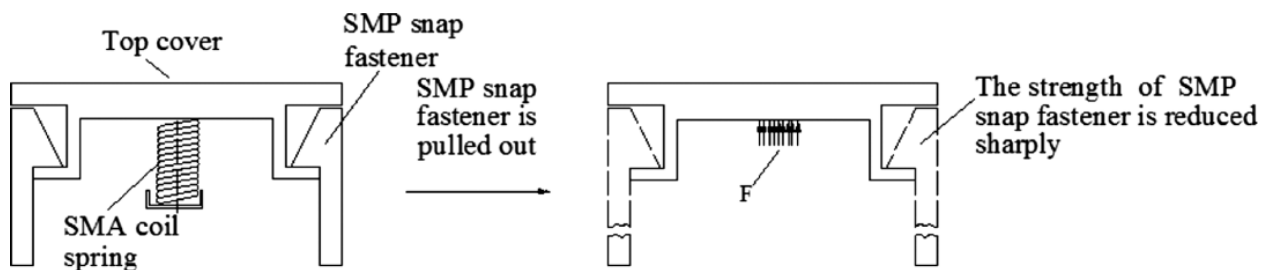 Top cover
SMP snap
fastener
SMA coil
spring
SMP snap
fastener is
pulled out
F
The strength of SMP
snap fastener is reduced
sharply